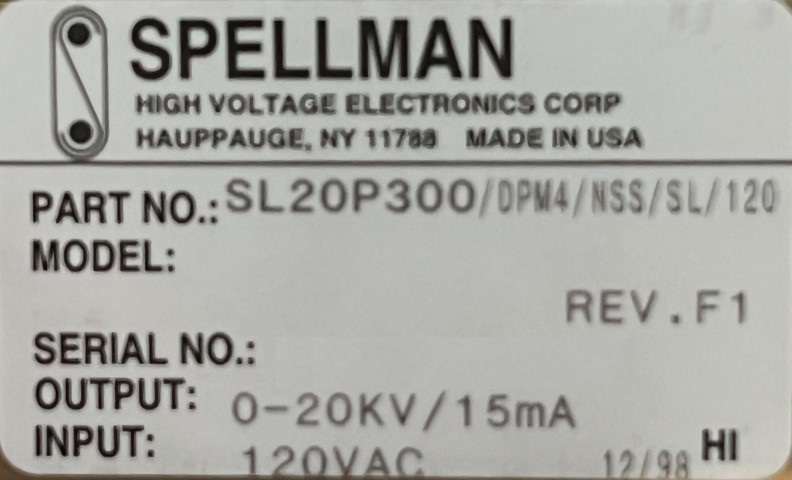 SPELLMAN
HIGH VOLTAGE ELECTRONICS CORP
HAUPPAUGE, NY 11788 MADE IN USA
PART NO.: SL20P300/DPM4/NSS/SL/120
MODEL:
REV.F1
SERIAL NO.:
OUTPUT: 0-20KV/15mA
INPUT: 120VAC 12/98 HI